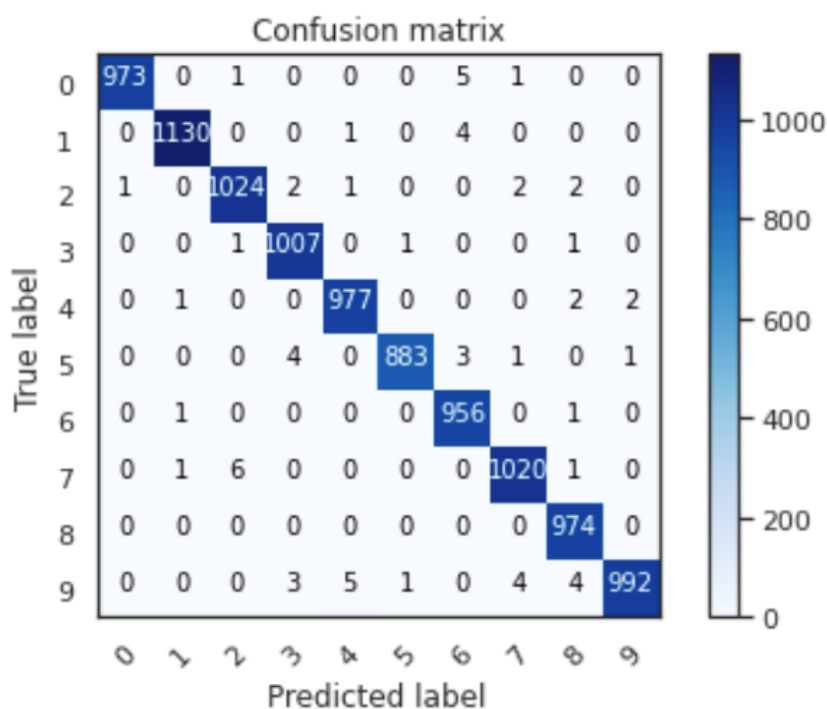 Confusion matrix
0 973 0 1 0 0 0 5 1 0 0
1 0 1130 0 0 1 0 4 0 0 0
2 1 0 1024 2 1 0 0 2 2 0
3 0 0 1 1007 0 1 0 0 1 0
4 0 1 0 0 977 0 0 0 2 2
5 0 0 0 4 0 883 3 1 0 1
6 0 1 0 0 0 0 956 0 1 0
7 0 1 6 0 0 0 0 1020 1 0
8 0 0 0 0 0 0 0 0 974 0
9 0 0 0 3 5 1 0 4 4 992
0 1 2 3 4 5 6 7 8 9
Predicted label
True label
1000
800
600
400
200
0